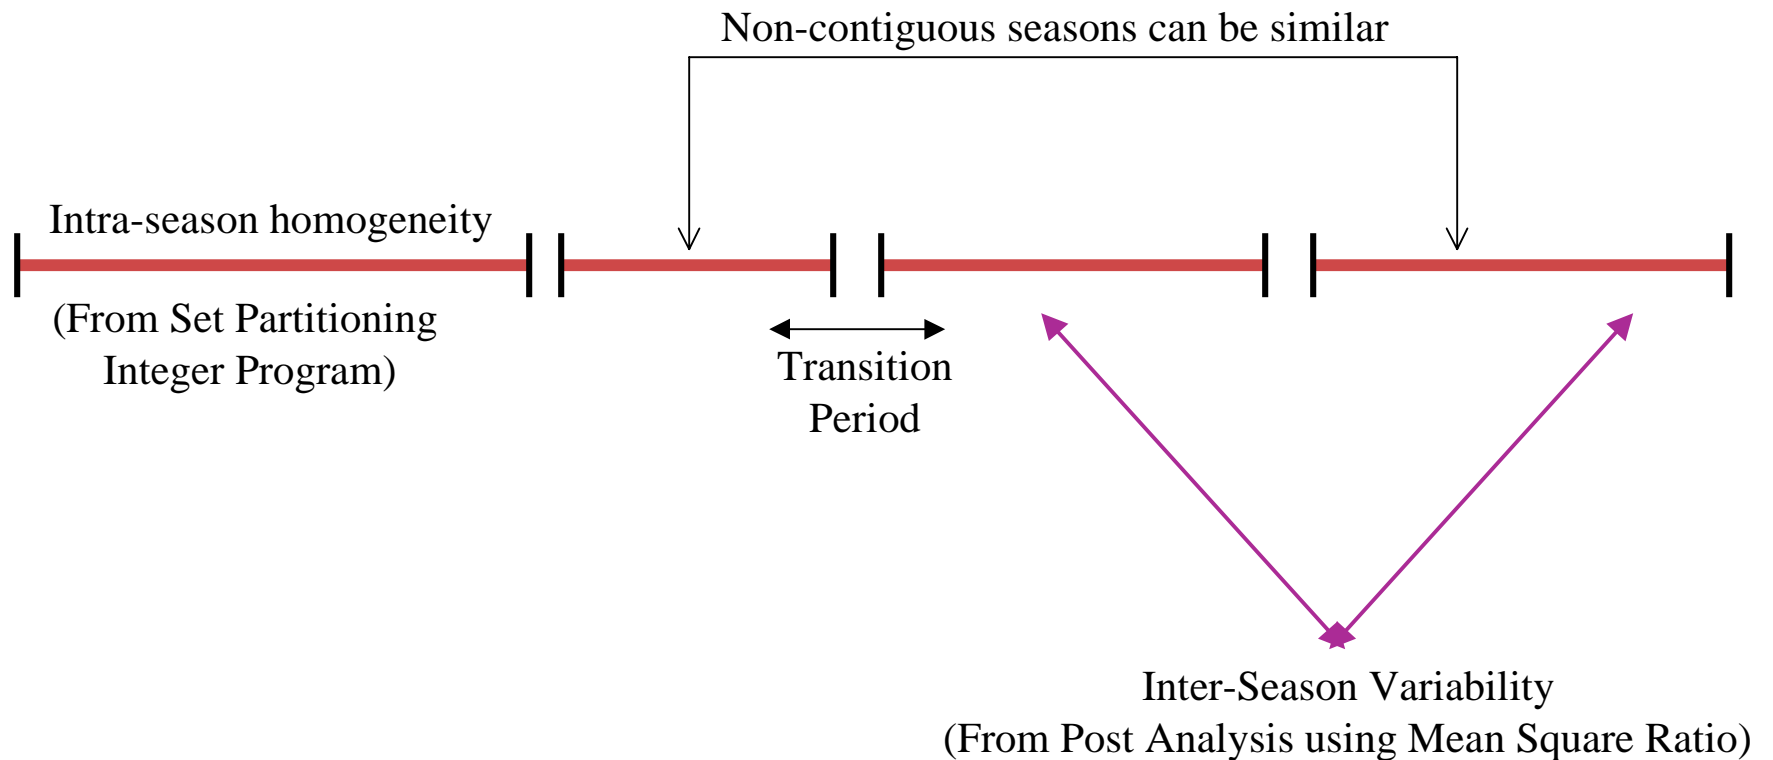 Non-contiguous seasons can be similar
Intra-season homogeneity
(From Set Partitioning
Integer Program)
Transition
Period
Inter-Season Variability
(From Post Analysis using Mean Square Ratio)